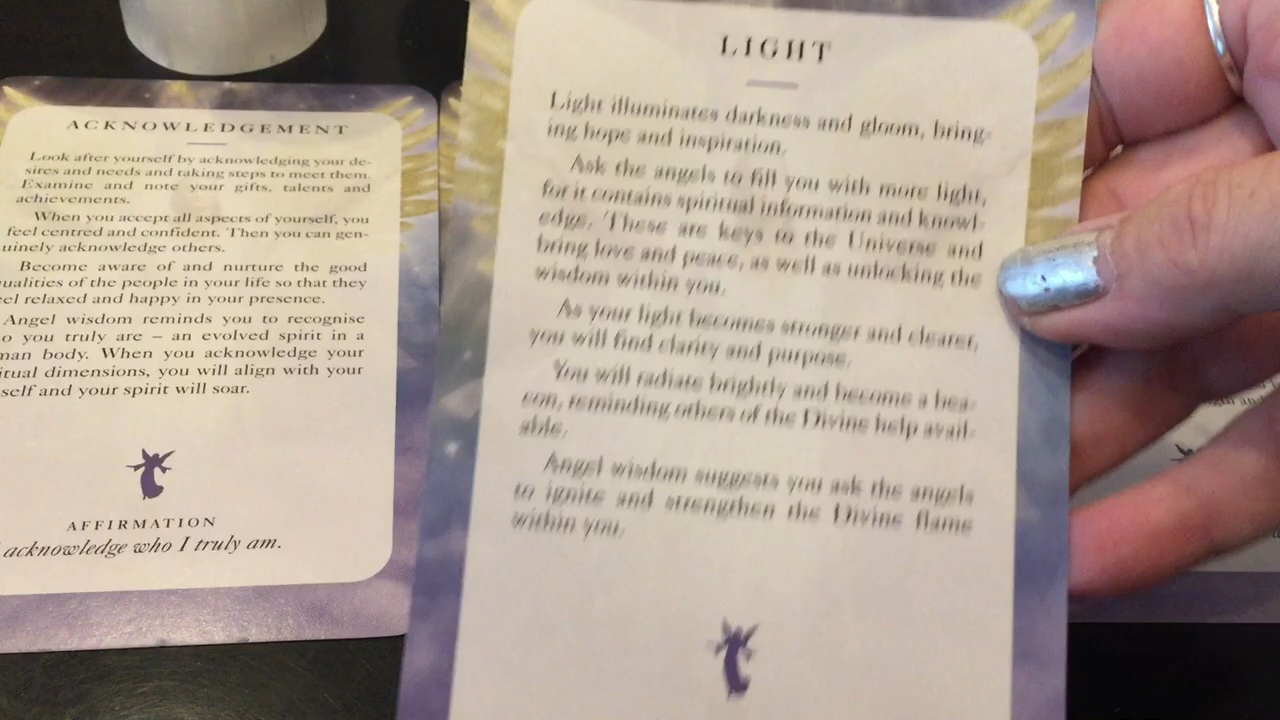 ACKNOWLEDGEMENT
Look after yourself by acknowledging your de-
sires and needs and taking steps to meet them.
Examine and note your gifts, talents and
achievements.
When you accept all aspects of yourself, you
feel centred and confident. Then you can gen-
uinely acknowledge others.
Become aware of and nurture the good
ualities of the people in your life so that they
el relaxed and happy in your presence.
Angel wisdom reminds you to recognise
o you truly are – an evolved spirit in a
man body. When you acknowledge your
itual dimensions, you will align with your
self and your spirit will soar.
AFFIRMATION
acknowledge who I truly am.
LIGHT
Light illuminates darkness and gloom, bring-
ing hope and inspiration.
Ask the angels to fill you with more light,
for it contains spiritual information and knowl-
edge. These are keys to the Universe and
bring love and peace, as well as unlocking the
wisdom within you.
As your light becomes stronger and clearer,
you will find clarity and purpose.
You will radiate brightly and become a bea-
con, reminding others of the Divine help avail-
able.
Angel wisdom suggests you ask the angels
to ignite and strengthen the Divine flame
within you.